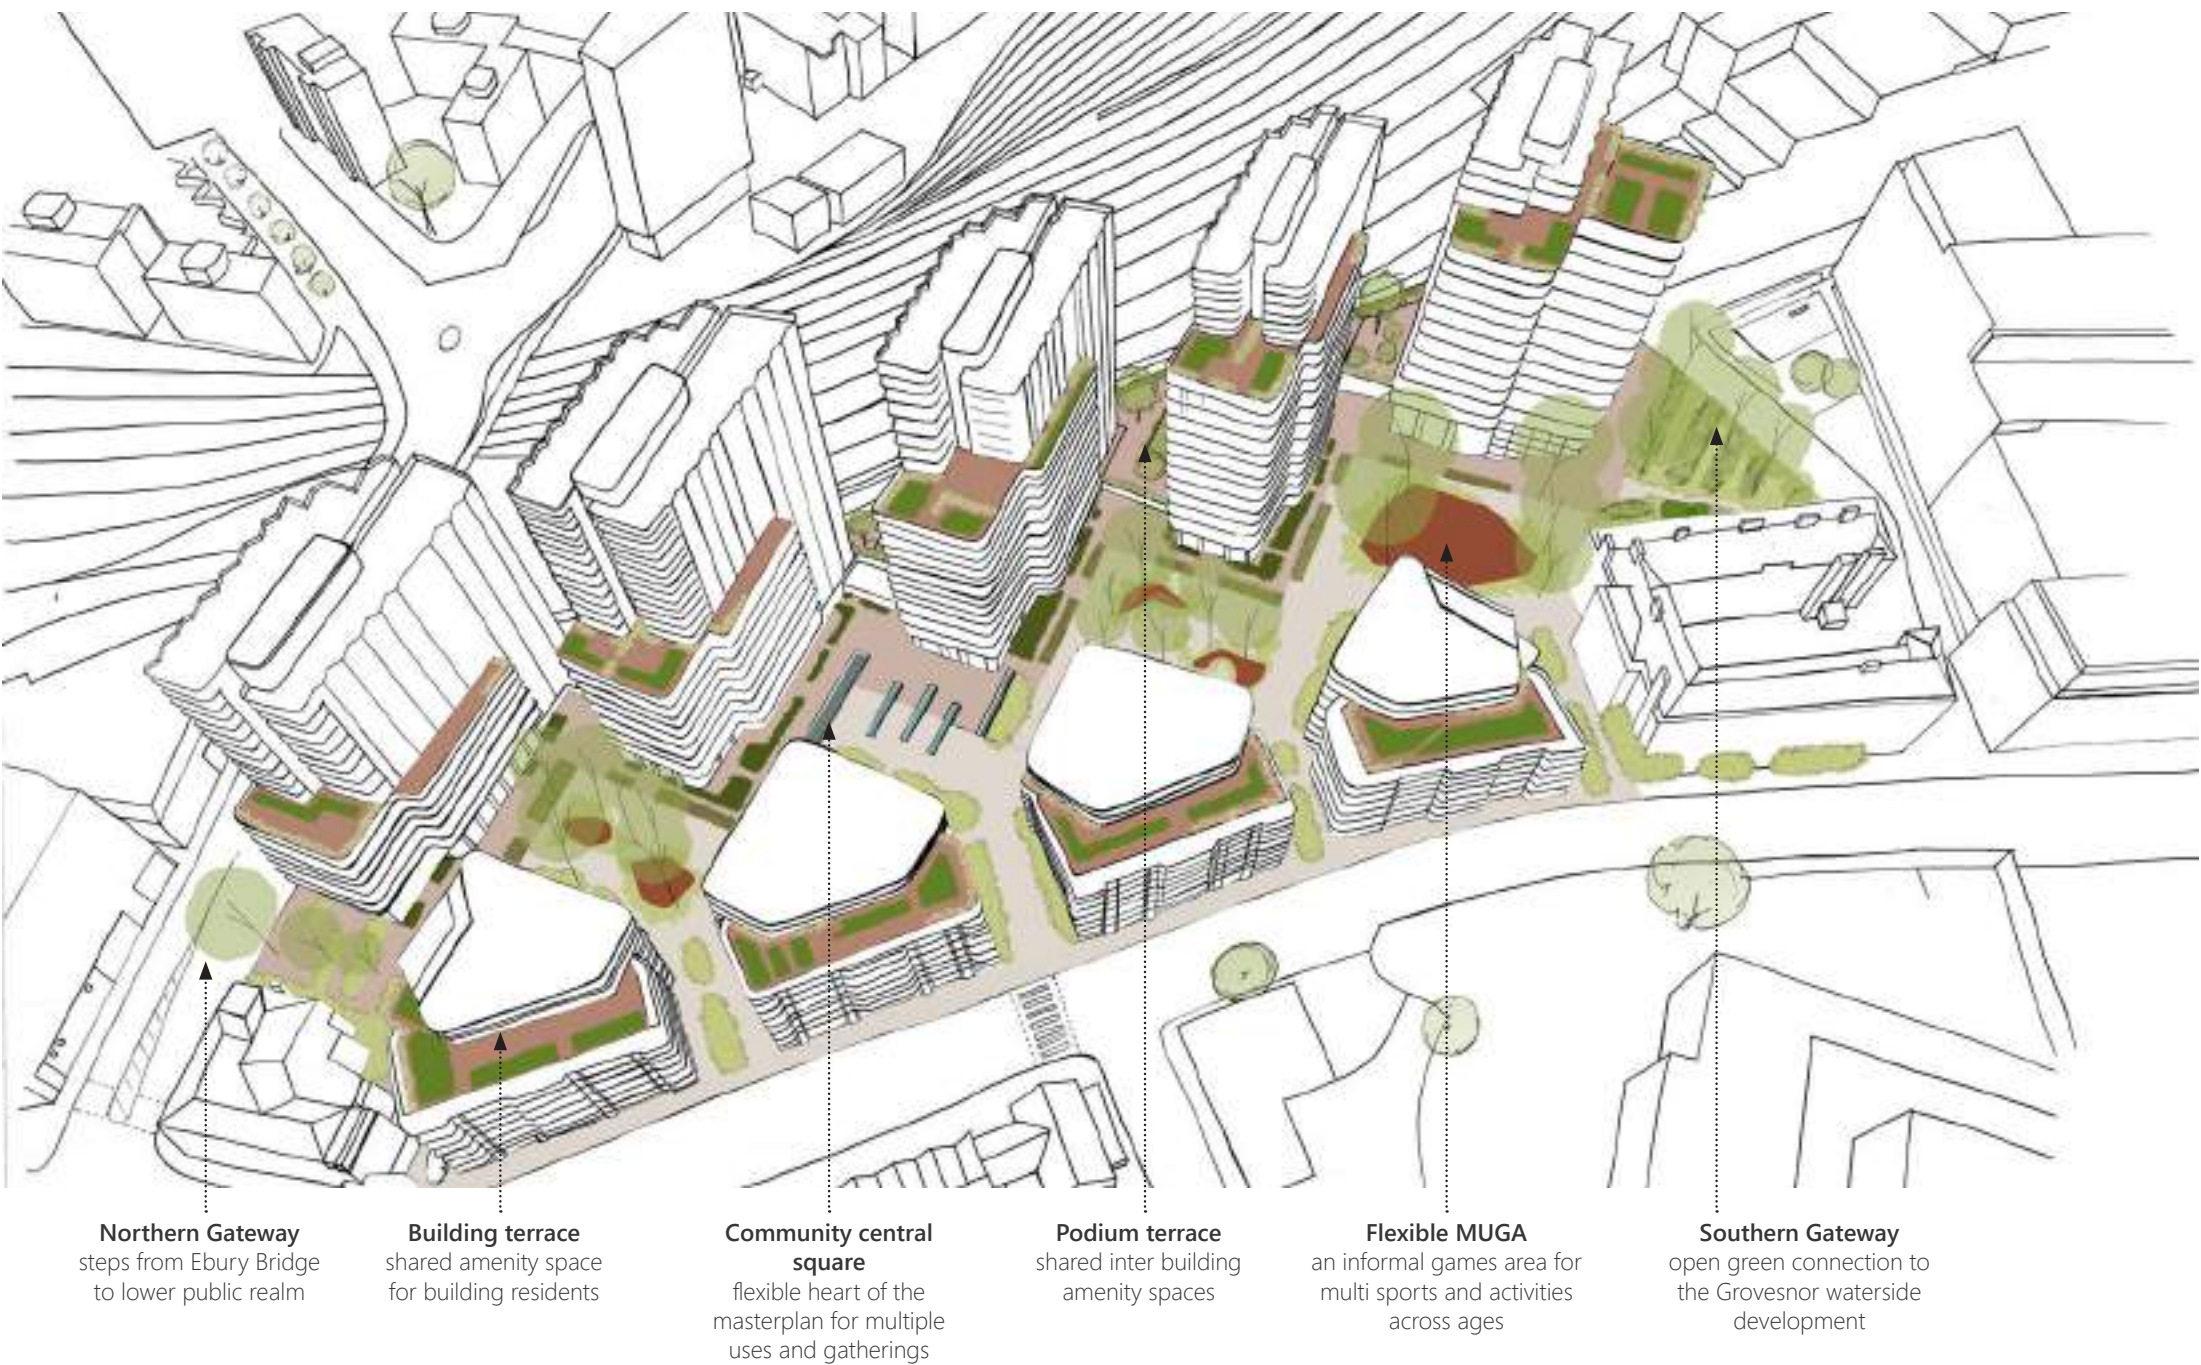 Northern Gateway
steps from Ebury Bridge
to lower public realm
Building terrace
shared amenity space
for building residents
Community central
square
flexible heart of the
masterplan for multiple
uses and gatherings
Podium terrace
shared inter building
amenity spaces
Flexible MUGA
an informal games area for
multi sports and activities
across ages
Southern Gateway
open green connection to
the Grovesnor waterside
development